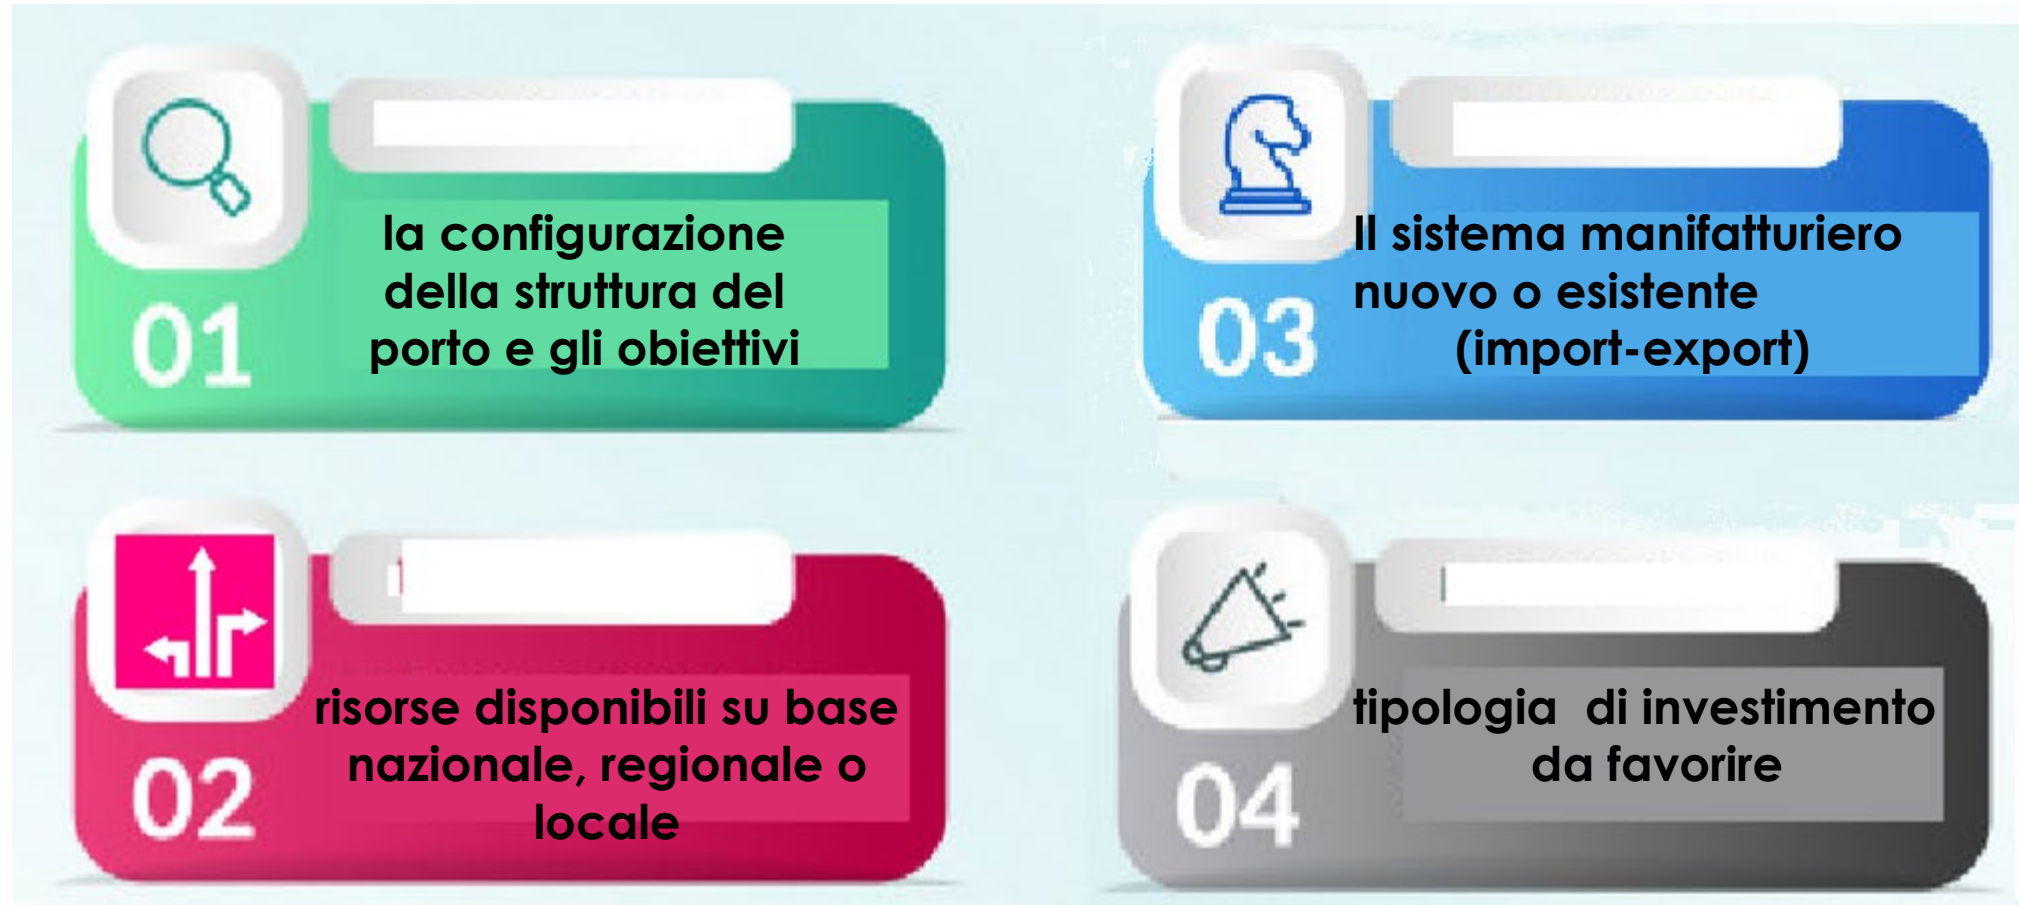 01
la configurazione
della struttura del
porto e gli obiettivi
02
risorse disponibili su base
nazionale, regionale o
locale
03
Il sistema manifatturiero
nuovo o esistente
(import-export)
04
tipologia  di investimento
da favorire